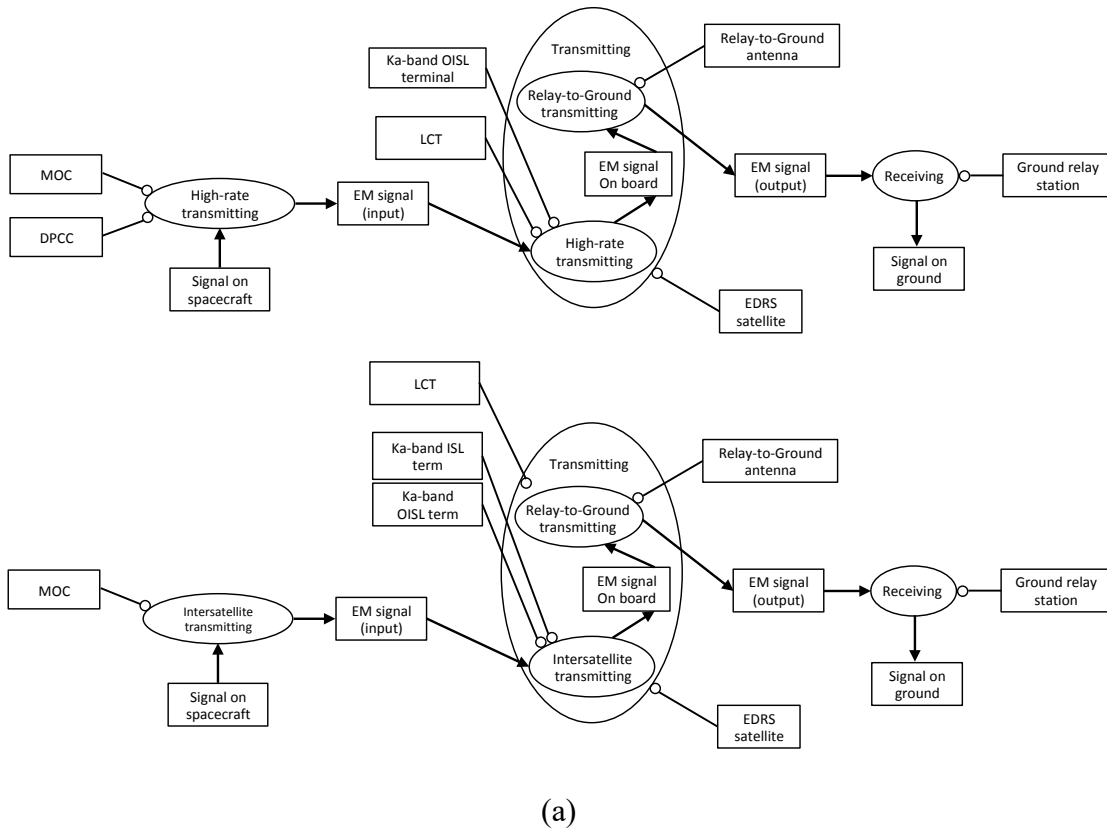 Ka-band OISL
terminal
Transmitting
Relay-to-Ground
antenna
Relay-to-Ground
transmitting
LCT
MOC
EM signal
On board
EM signal
(output)
Receiving
Ground relay
station
High-rate
transmitting
EM signal
(input)
DPCC
High-rate
transmitting
Signal on
spacecraft
Signal on
ground
EDRS
satellite
LCT
Ka-band ISL
term
Transmitting
Relay-to-Ground
antenna
Ka-band
OISL term
Relay-to-Ground
transmitting
MOC
EM signal
On board
EM signal
(output)
Receiving
Ground relay
station
Intersatellite
transmitting
EM signal
(input)
Intersatellite
transmitting
Signal on
spacecraft
Signal on
ground
EDRS
satellite
(a)